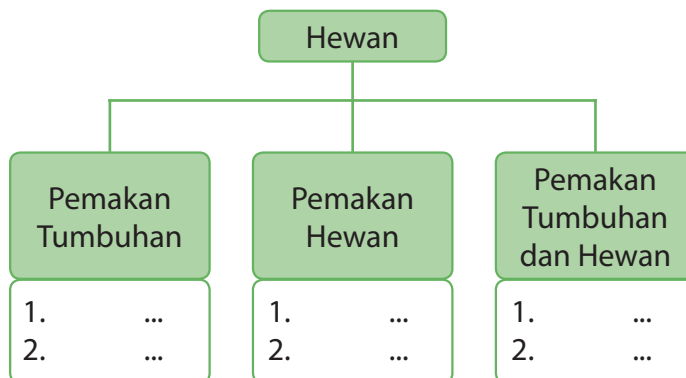 Hewan
Pemakan
Tumbuhan
1. ...
2. ...
Pemakan
Hewan
1. ...
2. ...
Pemakan
Tumbuhan
dan Hewan
1. ...
2. ...